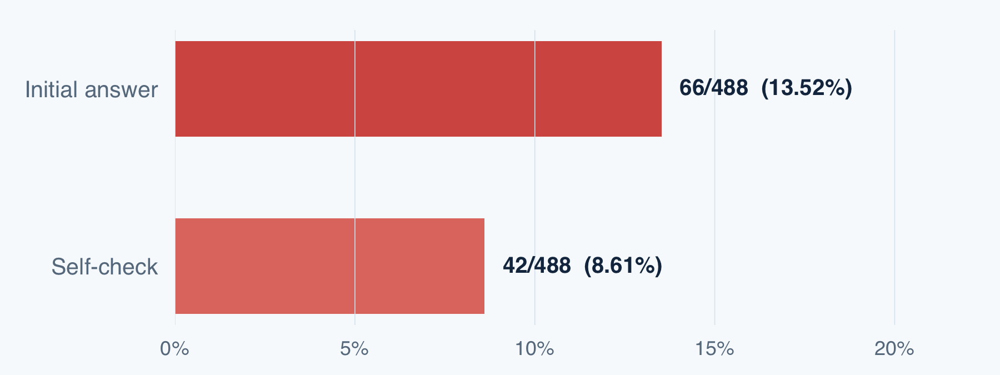 Initial answer
66/488 (13.52%)
Self-check
42/488 (8.61%)
0% 5% 10% 15% 20%